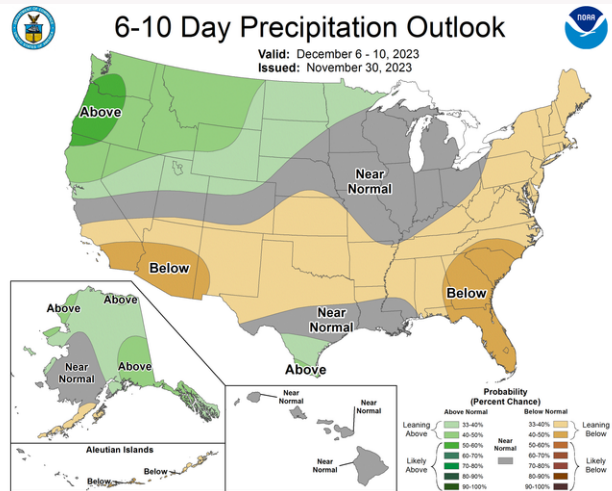 6-10 Day Precipitation Outlook
Valid: December 6 - 10, 2023
Issued: November 30, 2023
NOAA
Above
Near
Normal
Below
Below
Near
Normal
Above
Above
Above
Near
Normal
Above
Aleutian Islands
Below
Below
Near
Normal
Near
Normal
Near
Normal
Probability
(Percent Chance)
Above Normal
Below Normal
Leaning
Above
33-40%
40-50%
Likely
Above
50-60%
60-70%
70-80%
80-90%
90-100%
Near
Normal
33-40%
40-50%
Leaning
Below
50-60%
60-70%
70-80%
80-90%
90-100%
Likely
Below